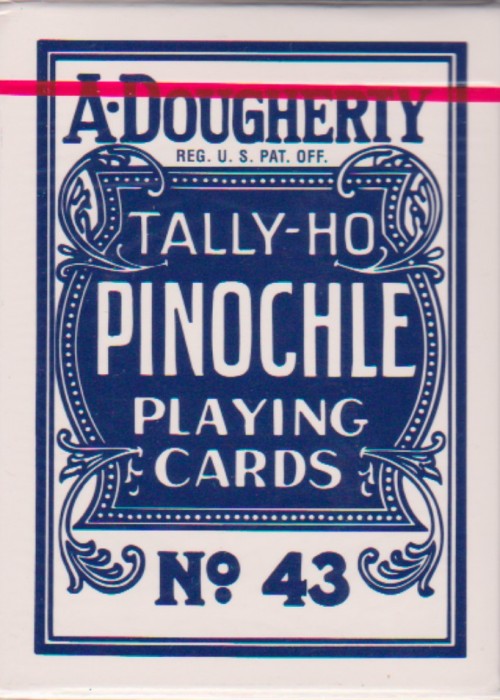 A·DOUGHERTY
REG. U. S. PAT. OFF.
TALLY-HO
PINOCHLE
PLAYING
CARDS
Nº 43